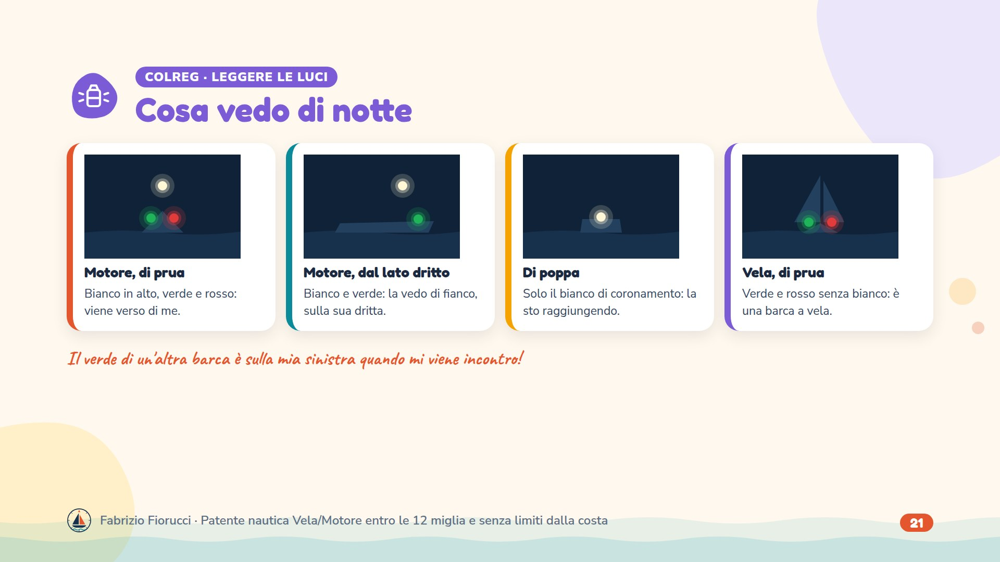 COLREG · LEGGERE LE LUCI
Cosa vedo di notte
Motore, di prua
Bianco in alto, verde e rosso:
viene verso di me.
Motore, dal lato dritto
Bianco e verde: la vedo di fianco,
sulla sua dritta.
Di poppa
Solo il bianco di coronamento: la
sto raggiungendo.
Vela, di prua
Verde e rosso senza bianco: è
una barca a vela.
Il verde di un'altra barca è sulla mia sinistra quando mi viene incontro!
Fabrizio Fiorucci · Patente nautica Vela/Motore entro le 12 miglia e senza limiti dalla costa
21